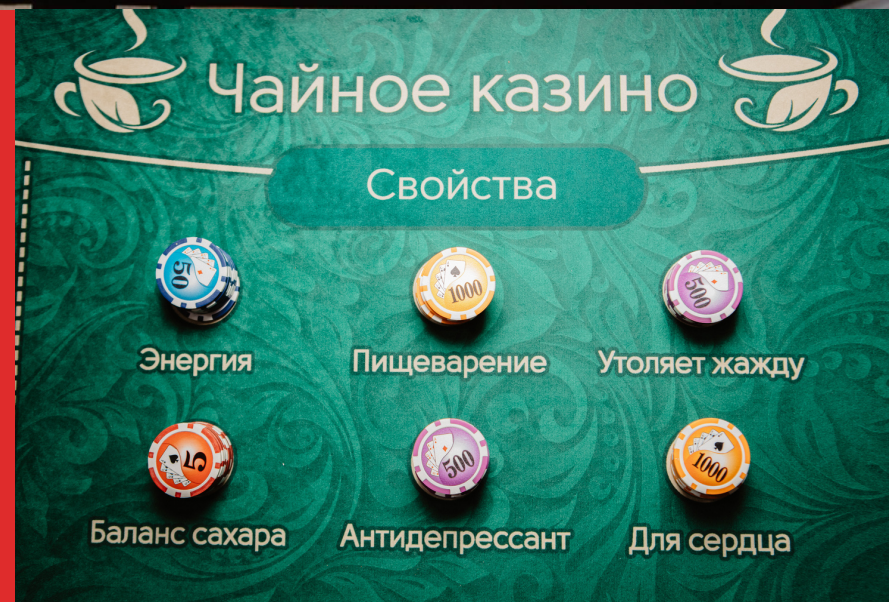 Чайное казино
Свойства
50
1000
500
Энергия
Пищеварение
Утоляет жажду
5
500
1000
Баланс сахара
Антидепрессант
Для сердца